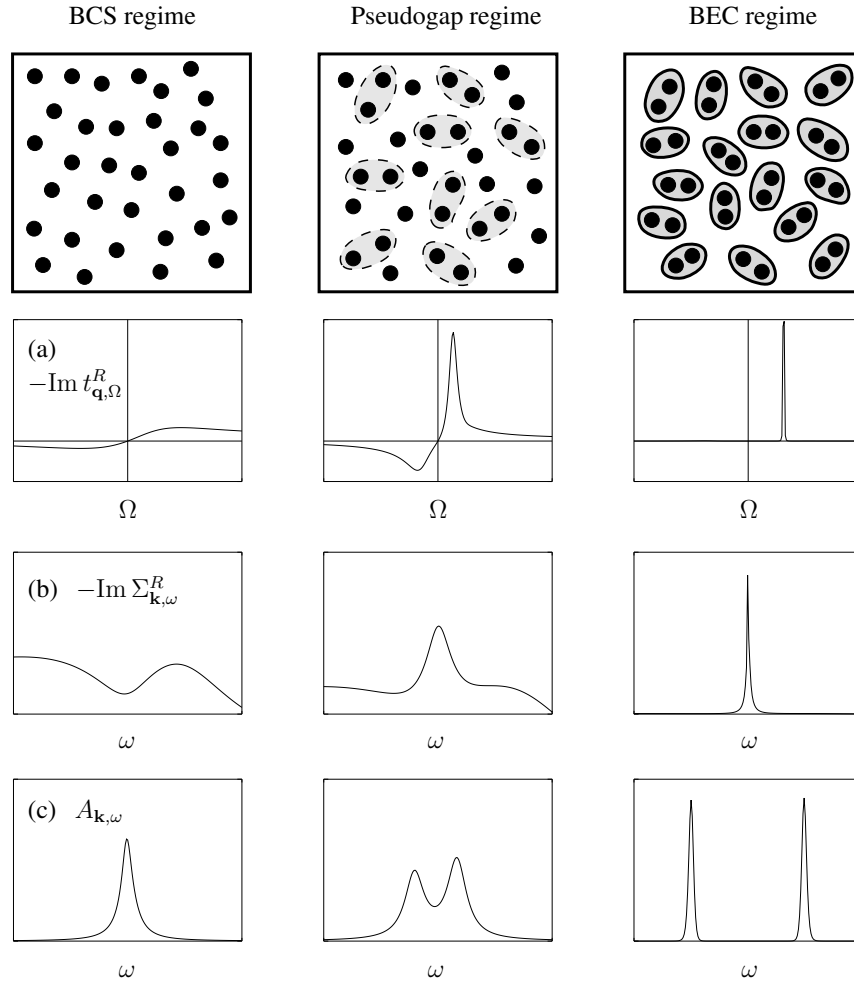 BCS regime Pseudogap regime BEC regime
(a)
−Im t^R_{q,Ω}
Ω Ω Ω
(b) −Im Σ^R_{k,ω}
ω ω ω
(c) A_{k,ω}
ω ω ω